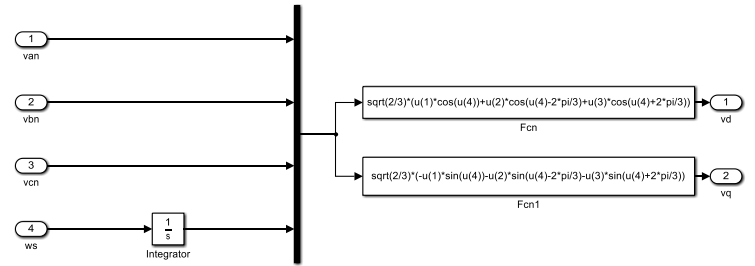 1
van
2
vbn
3
vcn
4
ws
1
s
Integrator
sqrt(2/3)*(u(1)*cos(u(4))+u(2)*cos(u(4)-2*pi/3)+u(3)*cos(u(4)+2*pi/3))
Fcn
1
vd
sqrt(2/3)*(-u(1)*sin(u(4))-u(2)*sin(u(4)-2*pi/3)-u(3)*sin(u(4)+2*pi/3))
Fcn1
2
vq